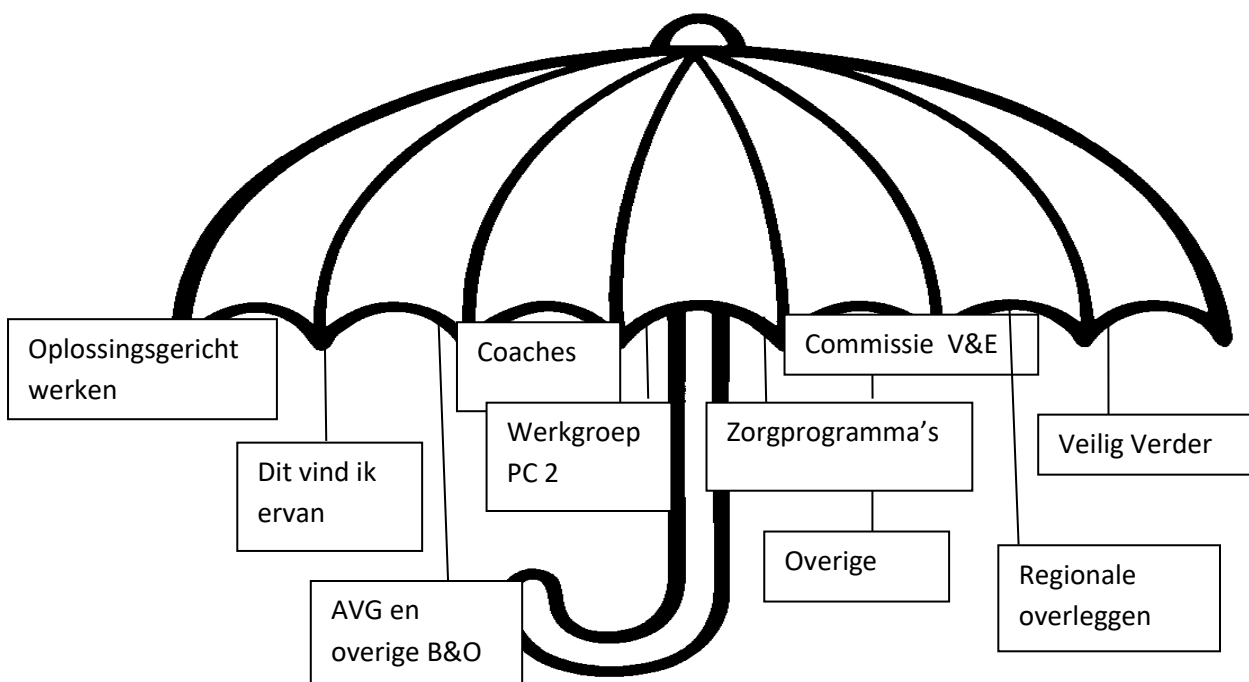 Oplossingsgericht
werken
Coaches
Commissie  V&E
Dit vind ik
ervan
Werkgroep
PC 2
Zorgprogramma’s
Veilig Verder
AVG en
overige B&O
Overige
Regionale
overleggen